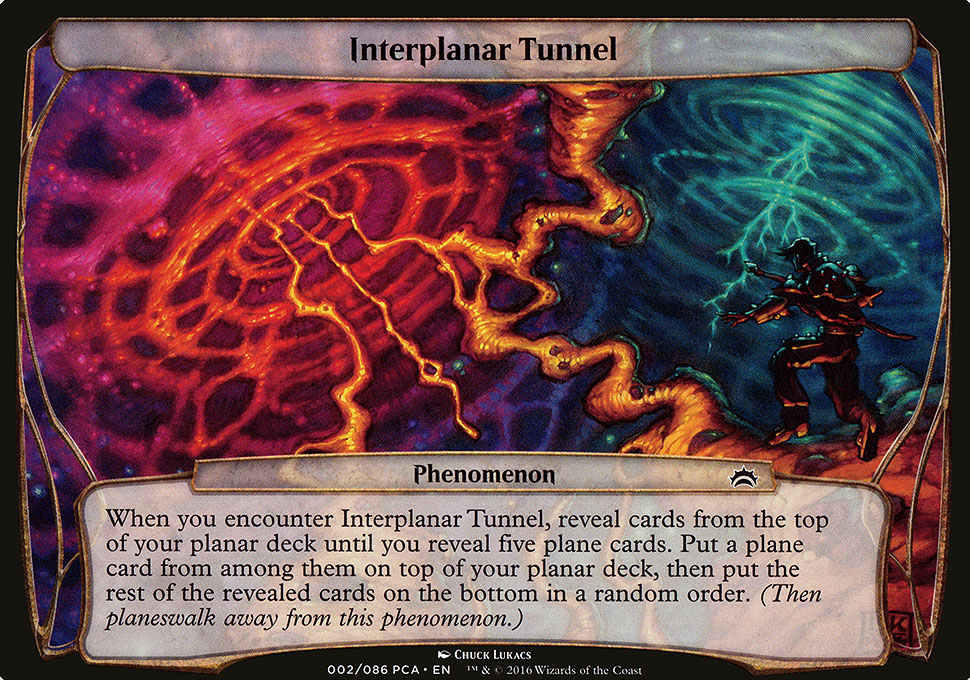 Interplanar Tunnel
Phenomenon
When you encounter Interplanar Tunnel, reveal cards from the top
of your planar deck until you reveal five plane cards. Put a plane
card from among them on top of your planar deck, then put the
rest of the revealed cards on the bottom in a random order. (Then
planeswalk away from this phenomenon.)
Chuck Lukacs
002/086 PCA • EN ™ & © 2016 Wizards of the Coast